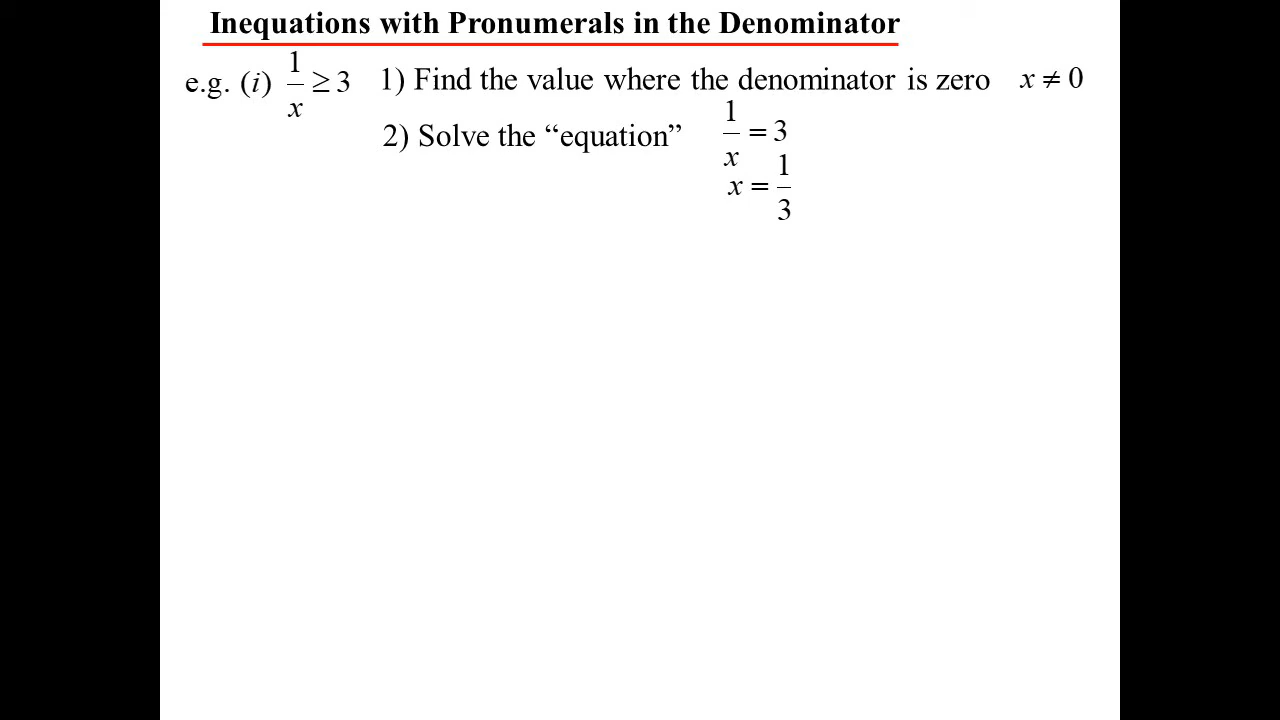 Inequations with Pronumerals in the Denominator
e.g. (i) 1/x ≥ 3 1) Find the value where the denominator is zero x ≠ 0
2) Solve the “equation” 1/x = 3
x = 1/3